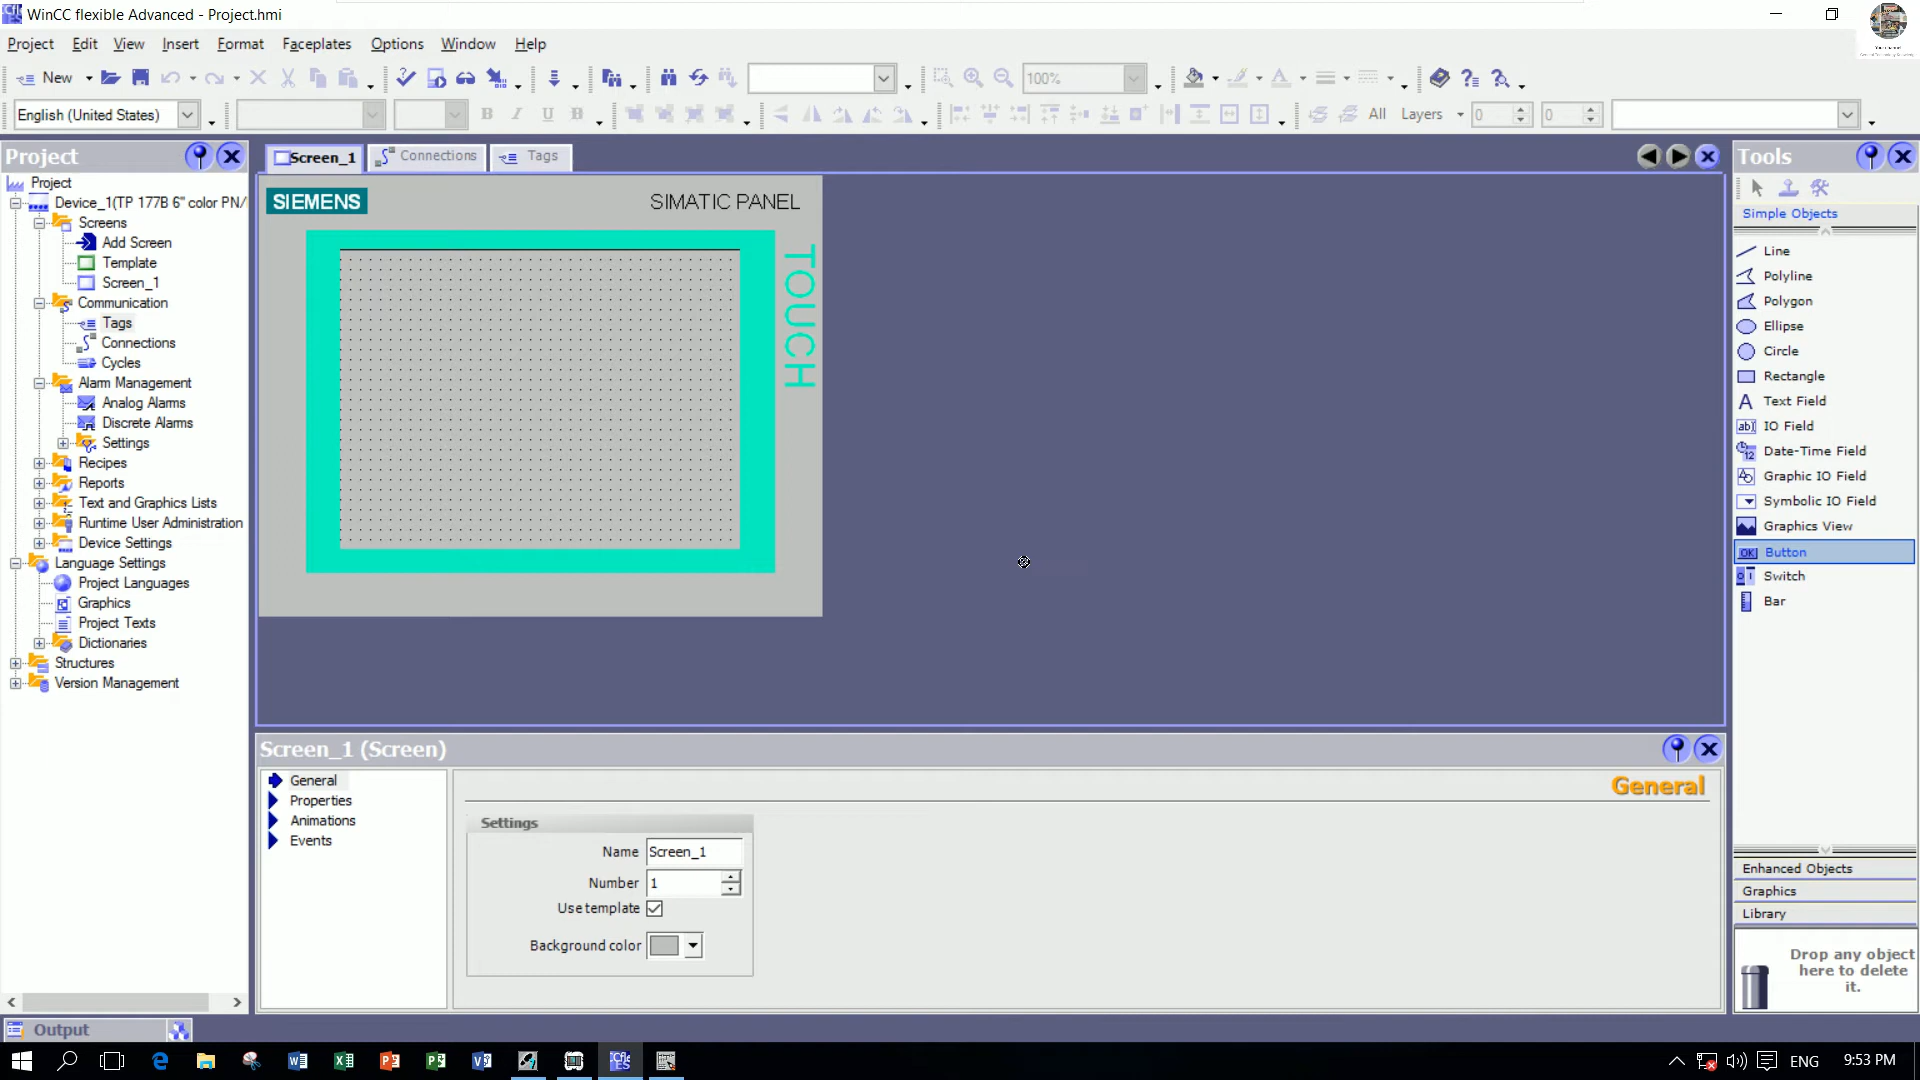 WinCC flexible Advanced - Project.hmi
Project Edit View Insert Format Faceplates Options Window Help
New
100%
English (United States)
B I U B
All Layers 0 0
Project
Project
Device_1(TP 177B 6" color PN/
Screens
Add Screen
Template
Screen_1
Communication
Tags
Connections
Cycles
Alarm Management
Analog Alarms
Discrete Alarms
Settings
Recipes
Reports
Text and Graphics Lists
Runtime User Administration
Device Settings
Language Settings
Project Languages
Graphics
Project Texts
Dictionaries
Structures
Version Management
Output
Screen_1 Connections Tags
SIEMENS
SIMATIC PANEL
TOUCH
Screen_1 (Screen)
General
Properties
Animations
Events
General
Settings
Name Screen_1
Number 1
Use template
Background color
Tools
Simple Objects
Line
Polyline
Polygon
Ellipse
Circle
Rectangle
A Text Field
IO Field
Date-Time Field
Graphic IO Field
Symbolic IO Field
Graphics View
OK Button
Switch
Bar
Enhanced Objects
Graphics
Library
Drop any object
here to delete
it.
ENG
9:53 PM